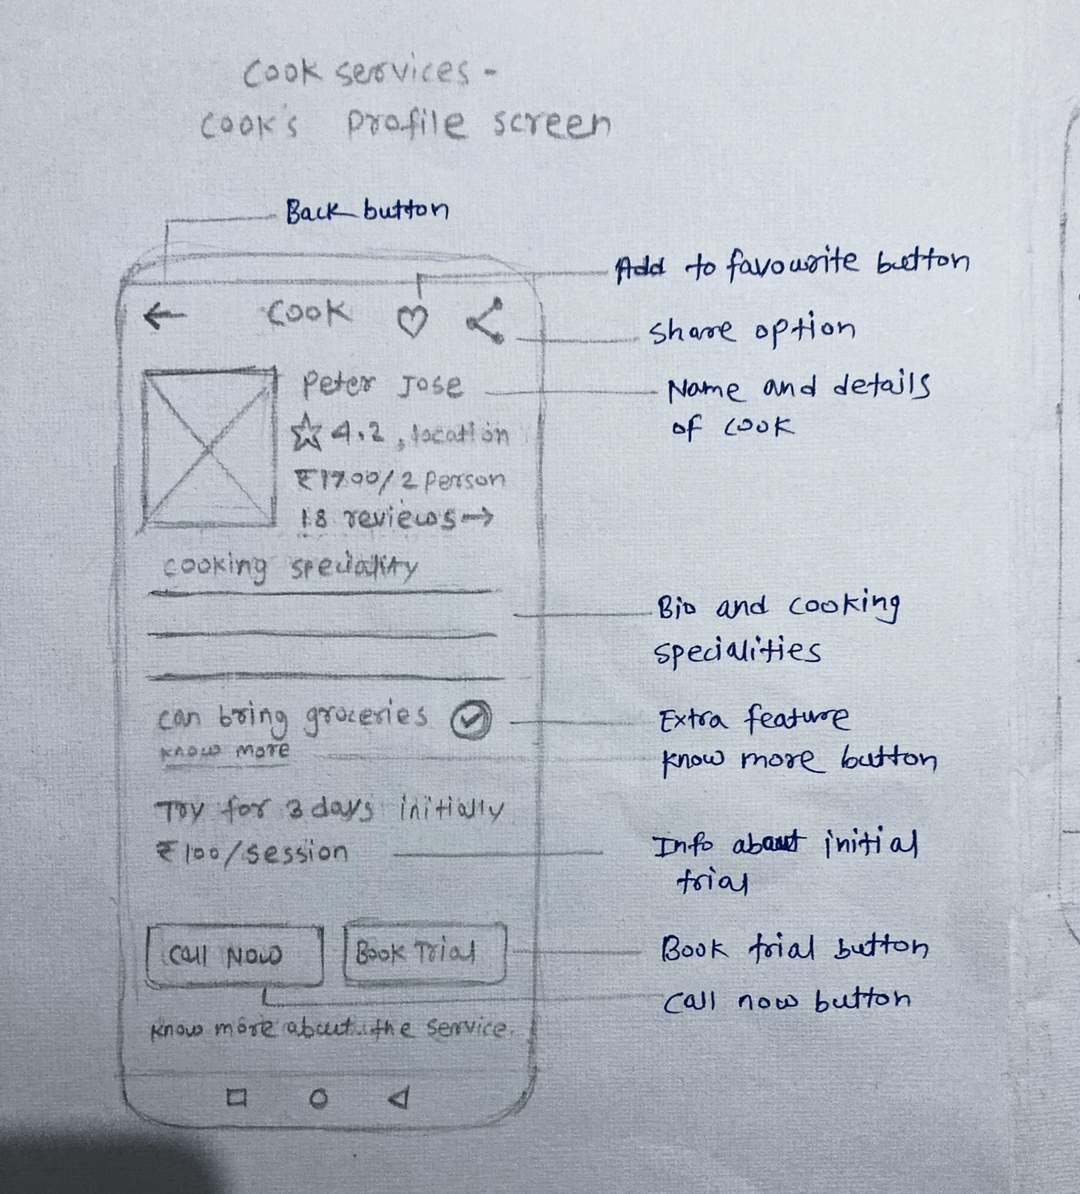 Cook services -
Cook's Profile screen
Back button
Add to favourite button
Cook
Share option
Peter Jose
Name and details
of cook
4.2, location
₹1700/2 Person
18 reviews→
Cooking speciality
Bio and cooking
specialities
can bring groceries
Extra feature
know more
know more button
Try for 3 days initially
₹100/session
Info about initial
trial
Call Now
Book Trial
Book trial button
Call now button
Know more about the service.